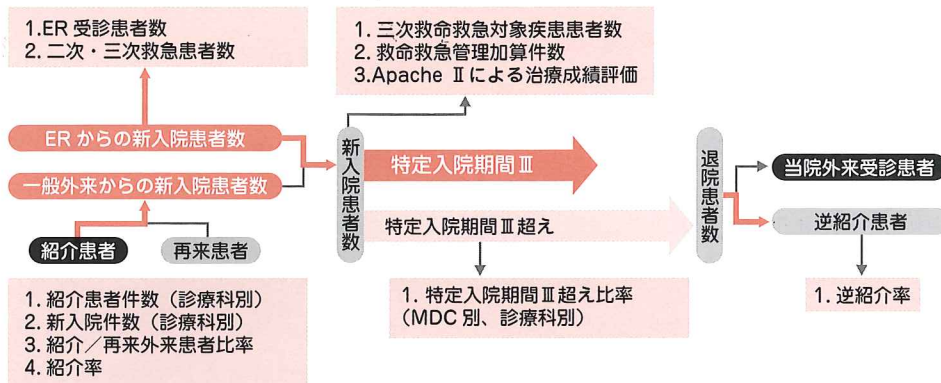 1.ER 受診患者数
2. 二次・三次救急患者数
1. 三次救命救急対象疾患患者数
2. 救命救急管理加算件数
3.Apache Ⅱによる治療成績評価
ER からの新入院患者数
一般外来からの新入院患者数
紹介患者
再来患者
新入院患者数
特定入院期間Ⅲ
特定入院期間Ⅲ超え
退院患者数
当院外来受診患者
逆紹介患者
1. 紹介患者件数（診療科別）
2. 新入院件数（診療科別）
3. 紹介／再来外来患者比率
4. 紹介率
1. 特定入院期間Ⅲ超え比率
（MDC 別、診療科別）
1. 逆紹介率